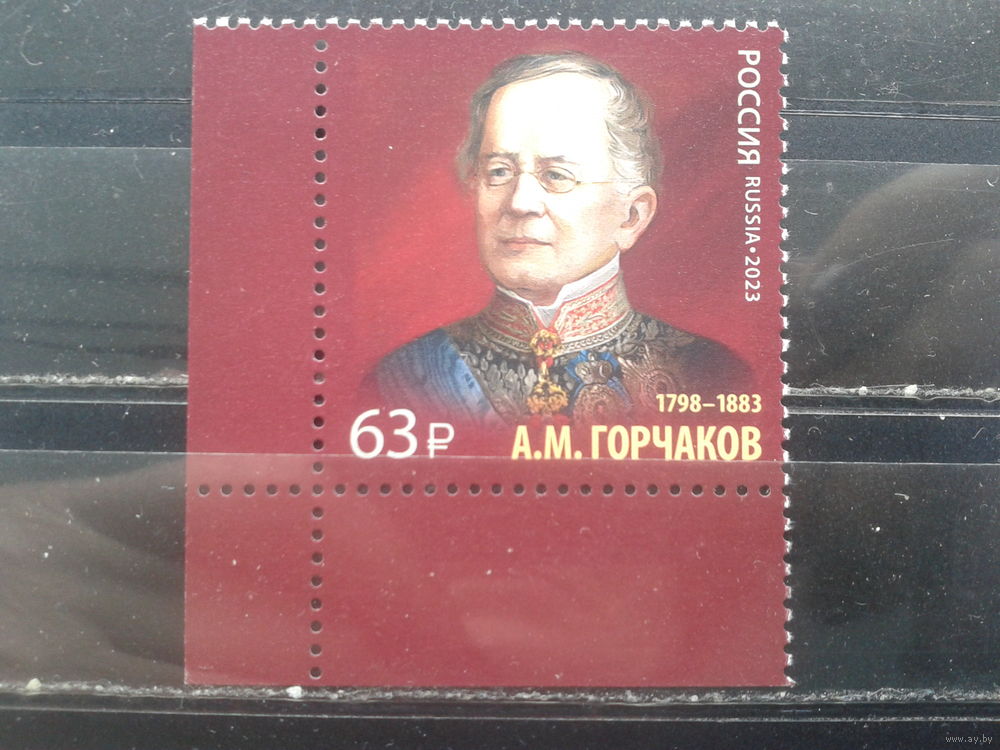 РОССИЯ RUSSIA • 2023
1798–1883
63 ₽ А.М. ГОРЧАКОВ
www.ay.by